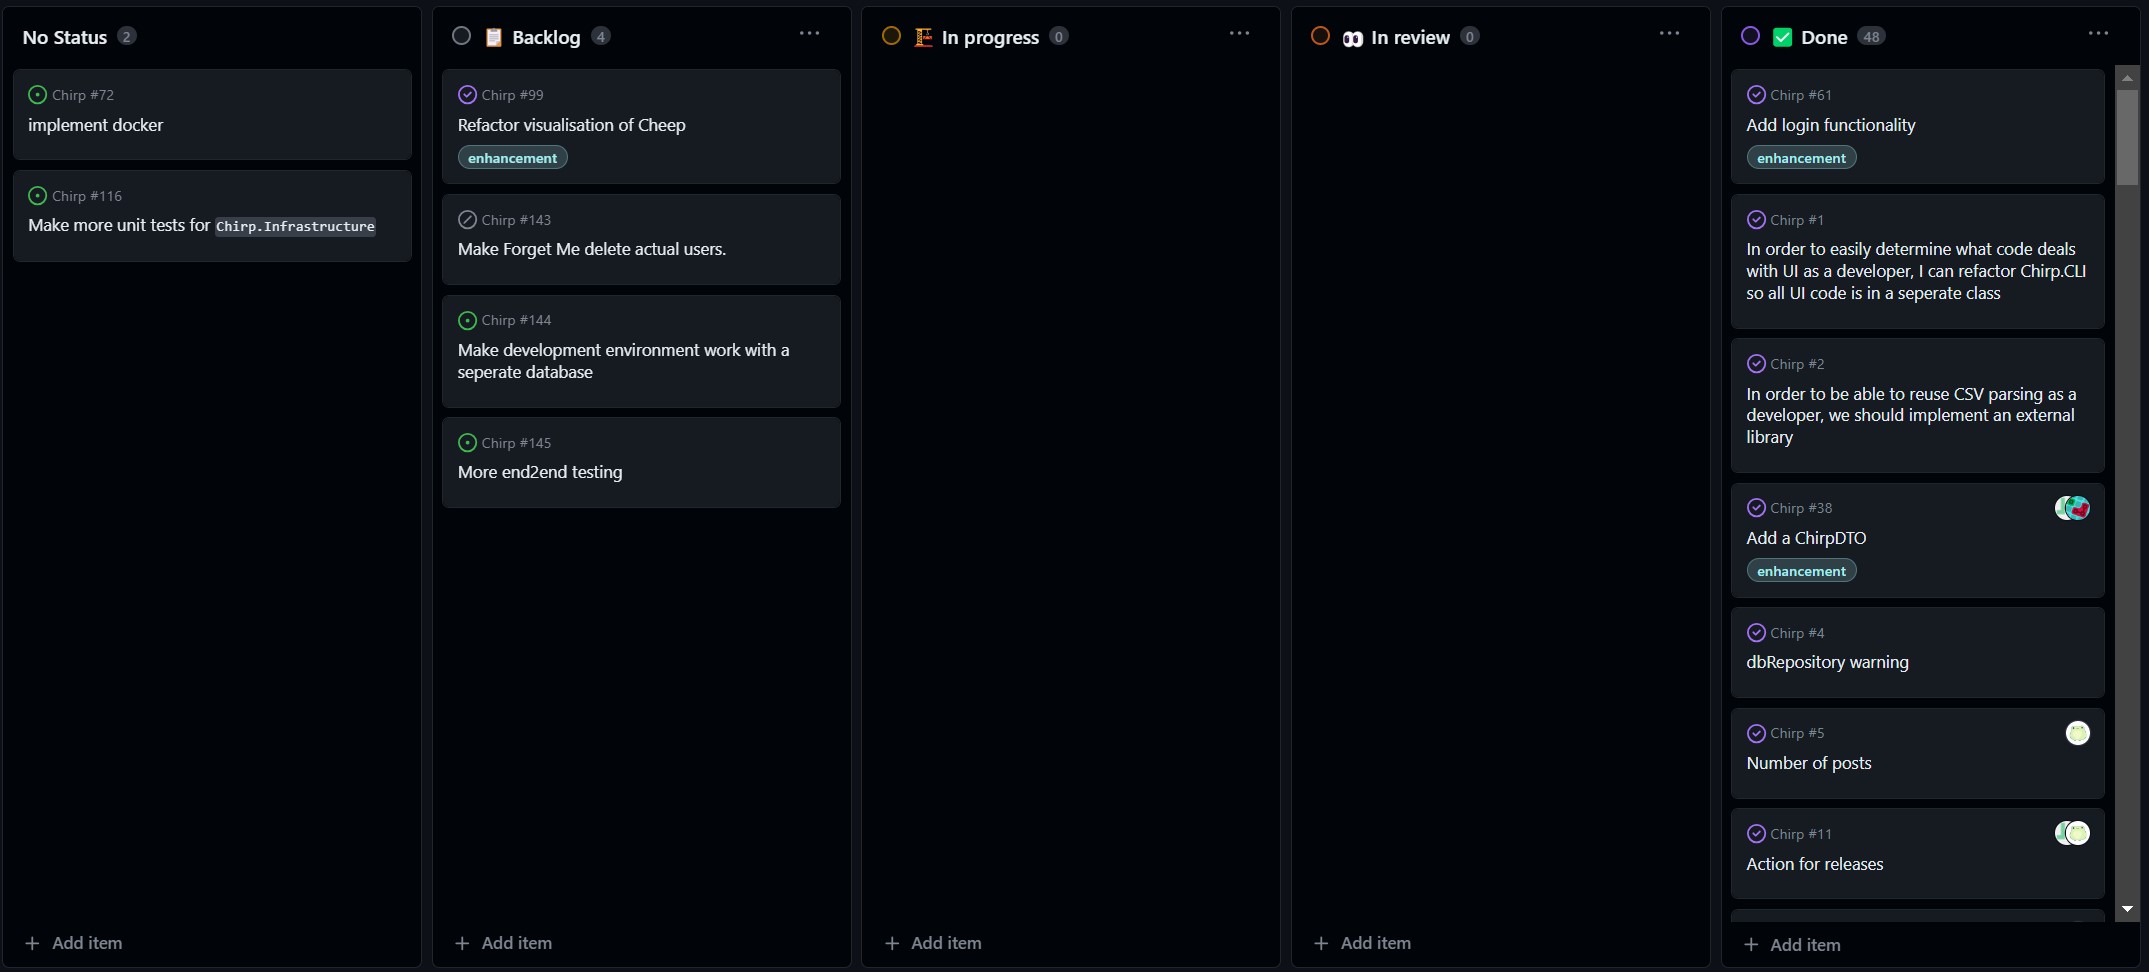 No Status 2
Chirp #72
implement docker
Chirp #116
Make more unit tests for Chirp.Infrastructure
Add item
Backlog 4
Chirp #99
Refactor visualisation of Cheep
enhancement
Chirp #143
Make Forget Me delete actual users.
Chirp #144
Make development environment work with a
seperate database
Chirp #145
More end2end testing
Add item
In progress 0
Add item
In review 0
Add item
Done 48
Chirp #61
Add login functionality
enhancement
Chirp #1
In order to easily determine what code deals
with UI as a developer, I can refactor Chirp.CLI
so all UI code is in a seperate class
Chirp #2
In order to be able to reuse CSV parsing as a
developer, we should implement an external
library
Chirp #38
Add a ChirpDTO
enhancement
Chirp #4
dbRepository warning
Chirp #5
Number of posts
Chirp #11
Action for releases
Add item